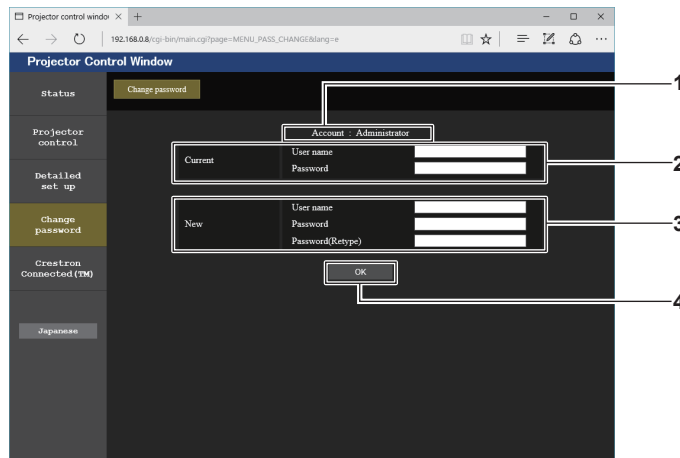 Projector control window
192.168.0.8/cgi-bin/main.cgi?page=MENU_PASS_CHANGE&lang=e
Projector Control Window
Status
Change password
1
Account : Administrator
Projector
control
Current
User name
Password
2
Detailed
set up
Change
password
New
User name
Password
Password(Retype)
3
Crestron
Connected(TM)
OK
4
Japanese